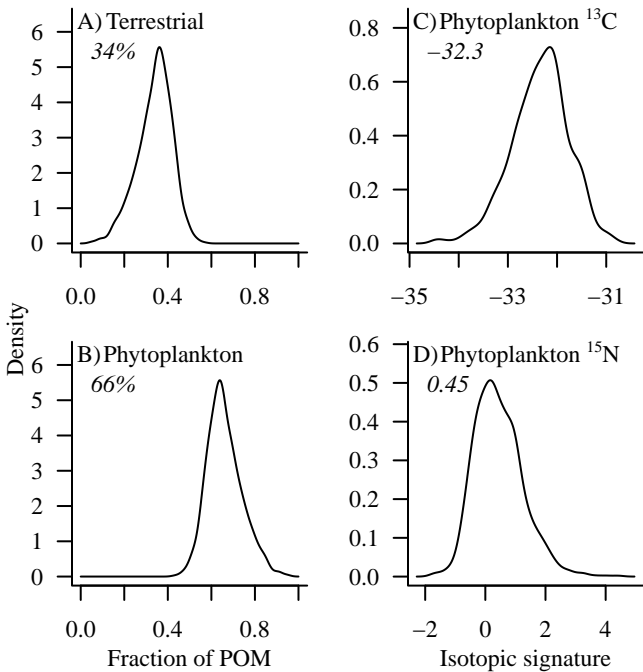 A) Terrestrial
34%
6
5
4
3
2
1
0
0.0 0.4 0.8
C) Phytoplankton ¹³C
−32.3
0.8
0.6
0.4
0.2
0.0
−35 −33 −31
Density
B) Phytoplankton
66%
6
5
4
3
2
1
0
0.0 0.4 0.8
Fraction of POM
D) Phytoplankton ¹⁵N
0.45
0.6
0.5
0.4
0.3
0.2
0.1
0.0
−2 0 2 4
Isotopic signature